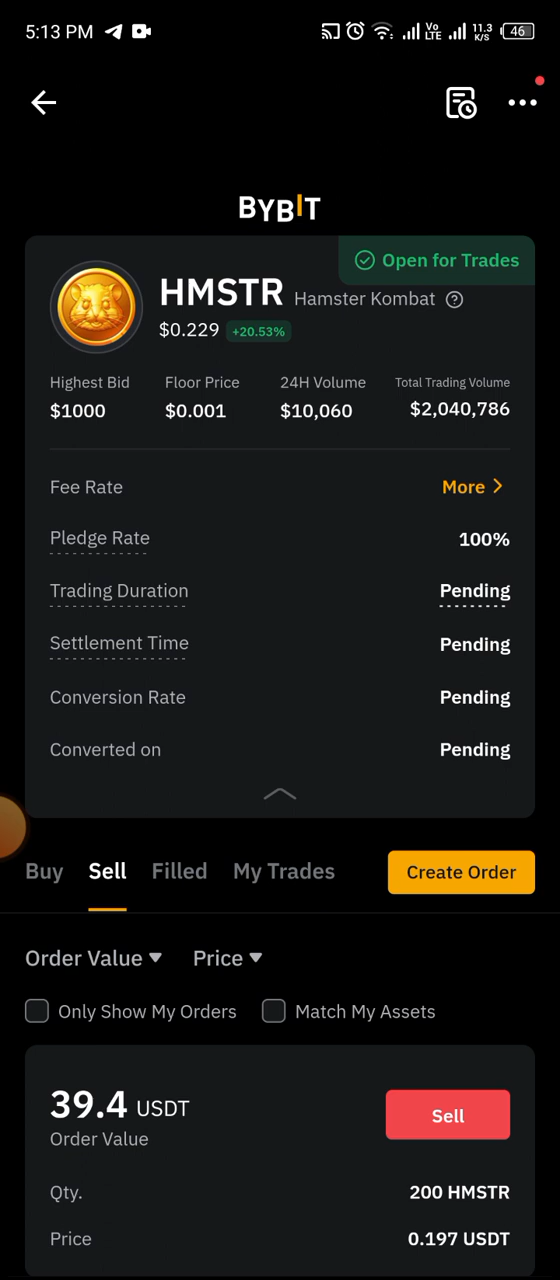 5:13 PM Vo LTE 11.3 K/S 46
BYBIT
Open for Trades
HMSTR Hamster Kombat
$0.229 +20.53%
Highest Bid Floor Price 24H Volume Total Trading Volume
$1000 $0.001 $10,060 $2,040,786
Fee Rate More
Pledge Rate 100%
Trading Duration Pending
Settlement Time Pending
Conversion Rate Pending
Converted on Pending
Buy Sell Filled My Trades Create Order
Order Value Price
Only Show My Orders Match My Assets
39.4 USDT Sell
Order Value
Qty. 200 HMSTR
Price 0.197 USDT